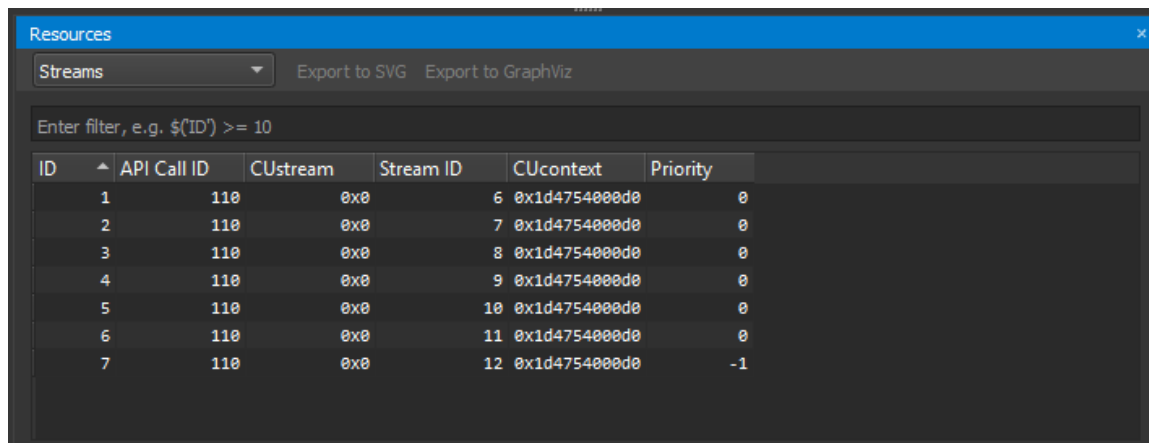 Resources
Streams Export to SVG Export to GraphViz
Enter filter, e.g. $('ID') >= 10
ID API Call ID CUstream Stream ID CUcontext Priority
1 110 0x0 6 0x1d4754000d0 0
2 110 0x0 7 0x1d4754000d0 0
3 110 0x0 8 0x1d4754000d0 0
4 110 0x0 9 0x1d4754000d0 0
5 110 0x0 10 0x1d4754000d0 0
6 110 0x0 11 0x1d4754000d0 0
7 110 0x0 12 0x1d4754000d0 -1